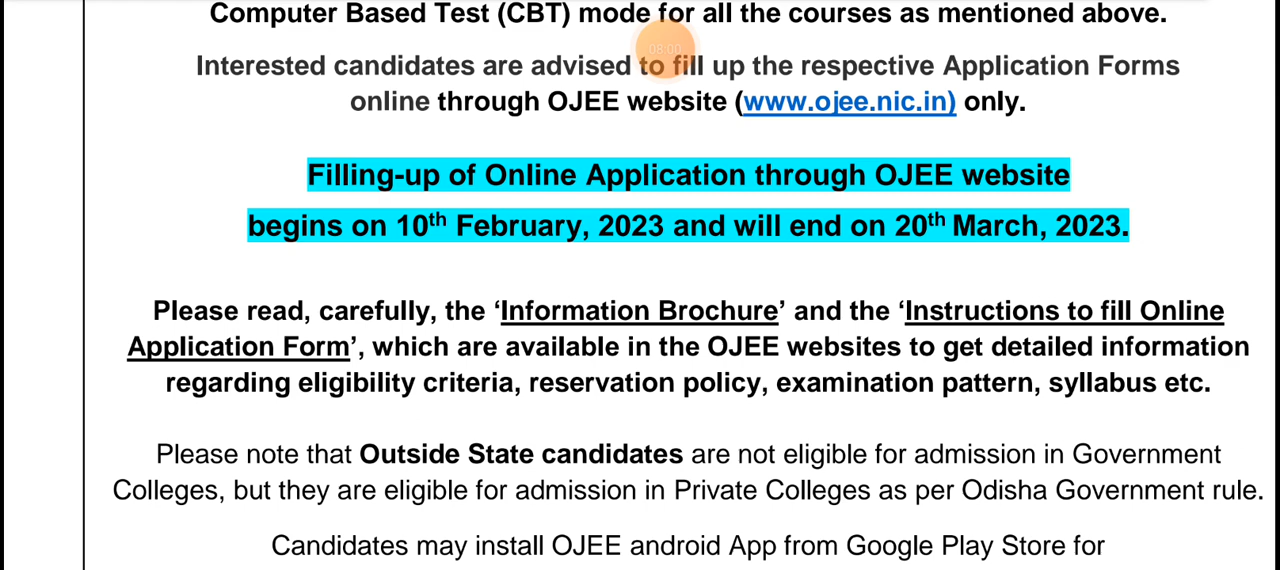 Computer Based Test (CBT) mode for all the courses as mentioned above.
08:00
Interested candidates are advised to fill up the respective Application Forms
online through OJEE website (www.ojee.nic.in) only.
Filling-up of Online Application through OJEE website
begins on 10th February, 2023 and will end on 20th March, 2023.
Please read, carefully, the ‘Information Brochure’ and the ‘Instructions to fill Online
Application Form’, which are available in the OJEE websites to get detailed information
regarding eligibility criteria, reservation policy, examination pattern, syllabus etc.
Please note that Outside State candidates are not eligible for admission in Government
Colleges, but they are eligible for admission in Private Colleges as per Odisha Government rule.
Candidates may install OJEE android App from Google Play Store for